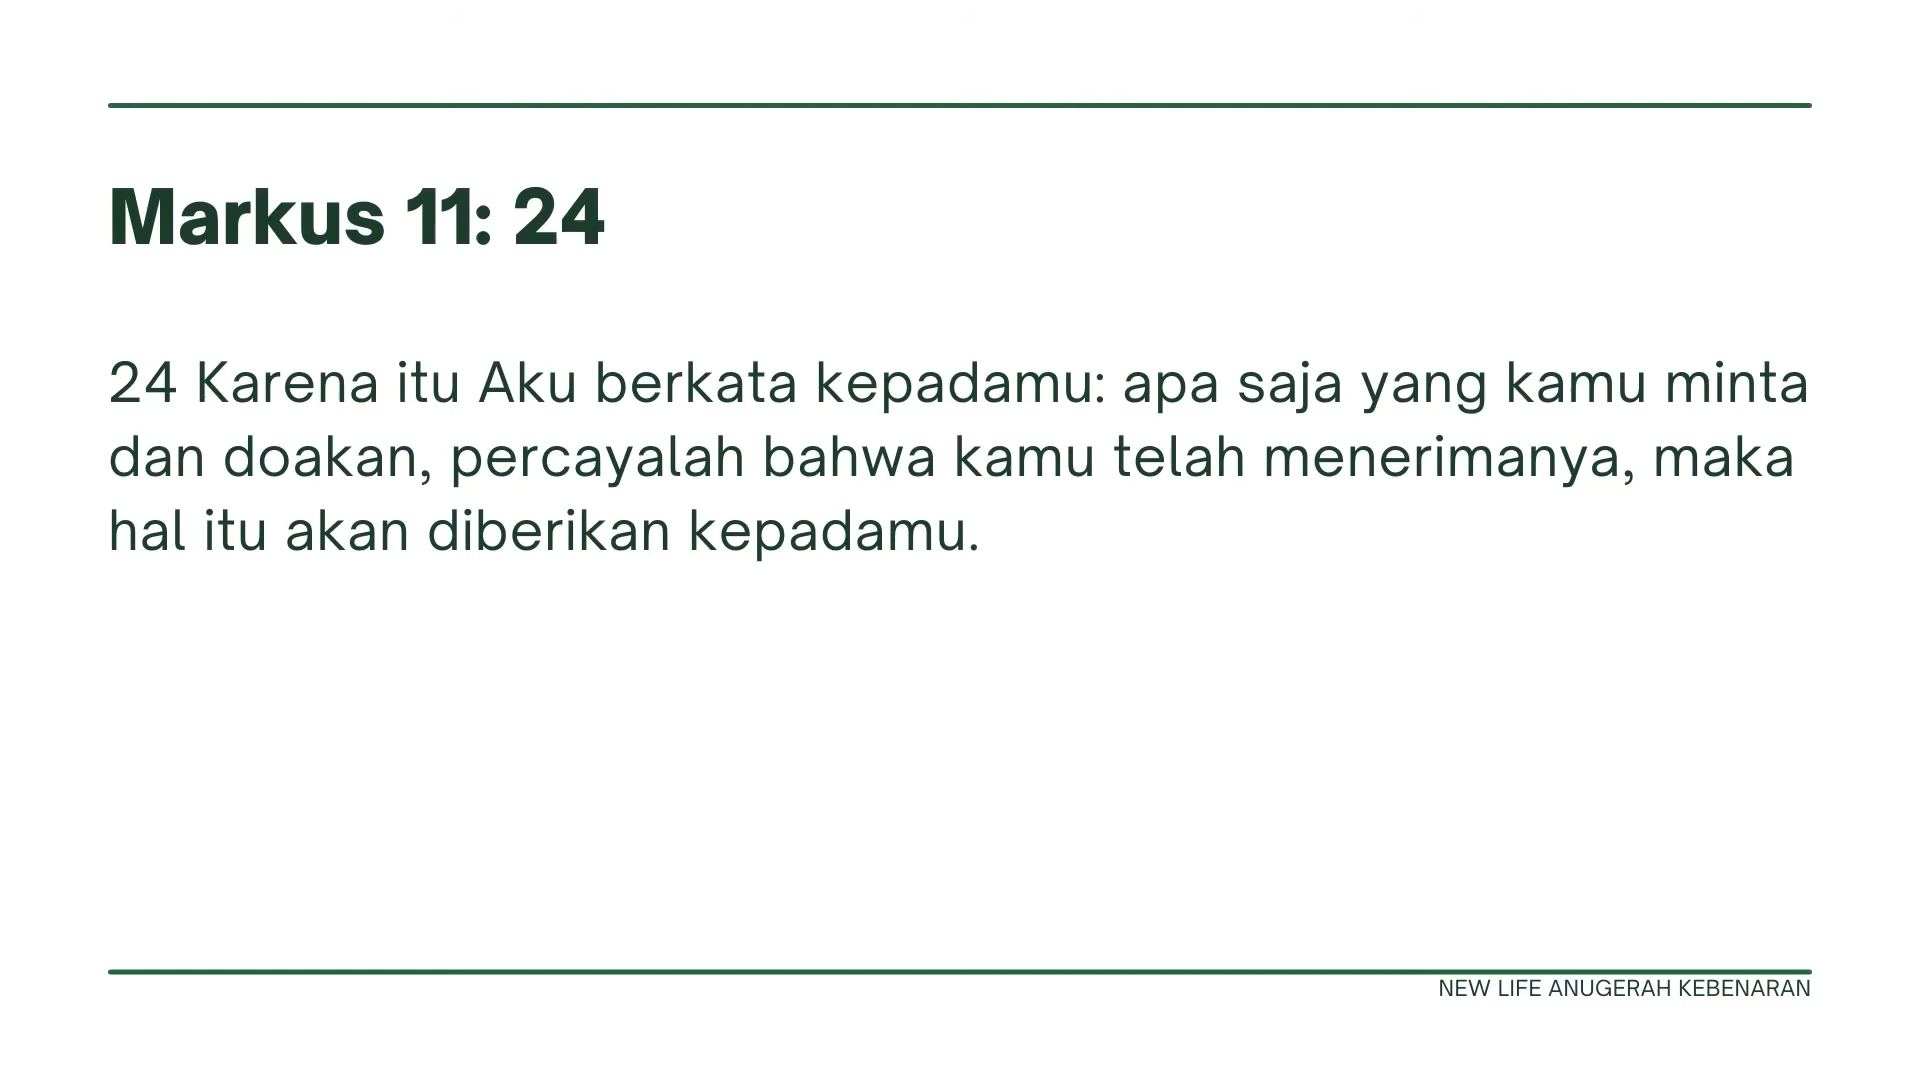 Markus 11: 24
24 Karena itu Aku berkata kepadamu: apa saja yang kamu minta
dan doakan, percayalah bahwa kamu telah menerimanya, maka
hal itu akan diberikan kepadamu.
NEW LIFE ANUGERAH KEBENARAN